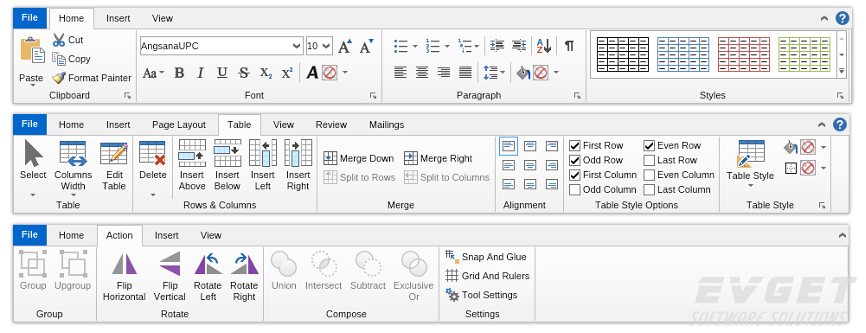 File Home Insert View
AngsanaUPC 10 A A
Cut
Copy
Format Painter
Paste
Aa B I U S X₂ X² A
Clipboard Font Paragraph Styles
File Home Insert Page Layout Table View Review Mailings
Select
Columns Width
Edit Table
Delete
Insert Above
Insert Below
Insert Left
Insert Right
Merge Down Merge Right
Split to Rows Split to Columns
First Row Even Row
Odd Row Last Row
First Column Even Column
Odd Column Last Column
Table Style
Table Rows & Columns Merge Alignment Table Style Options Table Style
File Home Action Insert View
Group Upgroup
Flip Horizontal
Flip Vertical
Rotate Left
Rotate Right
Union Intersect Subtract
Exclusive Or
Snap And Glue
Grid And Rulers
Tool Settings
Group Rotate Compose Settings
EVGET
SOFTWARE SOLUTIONS